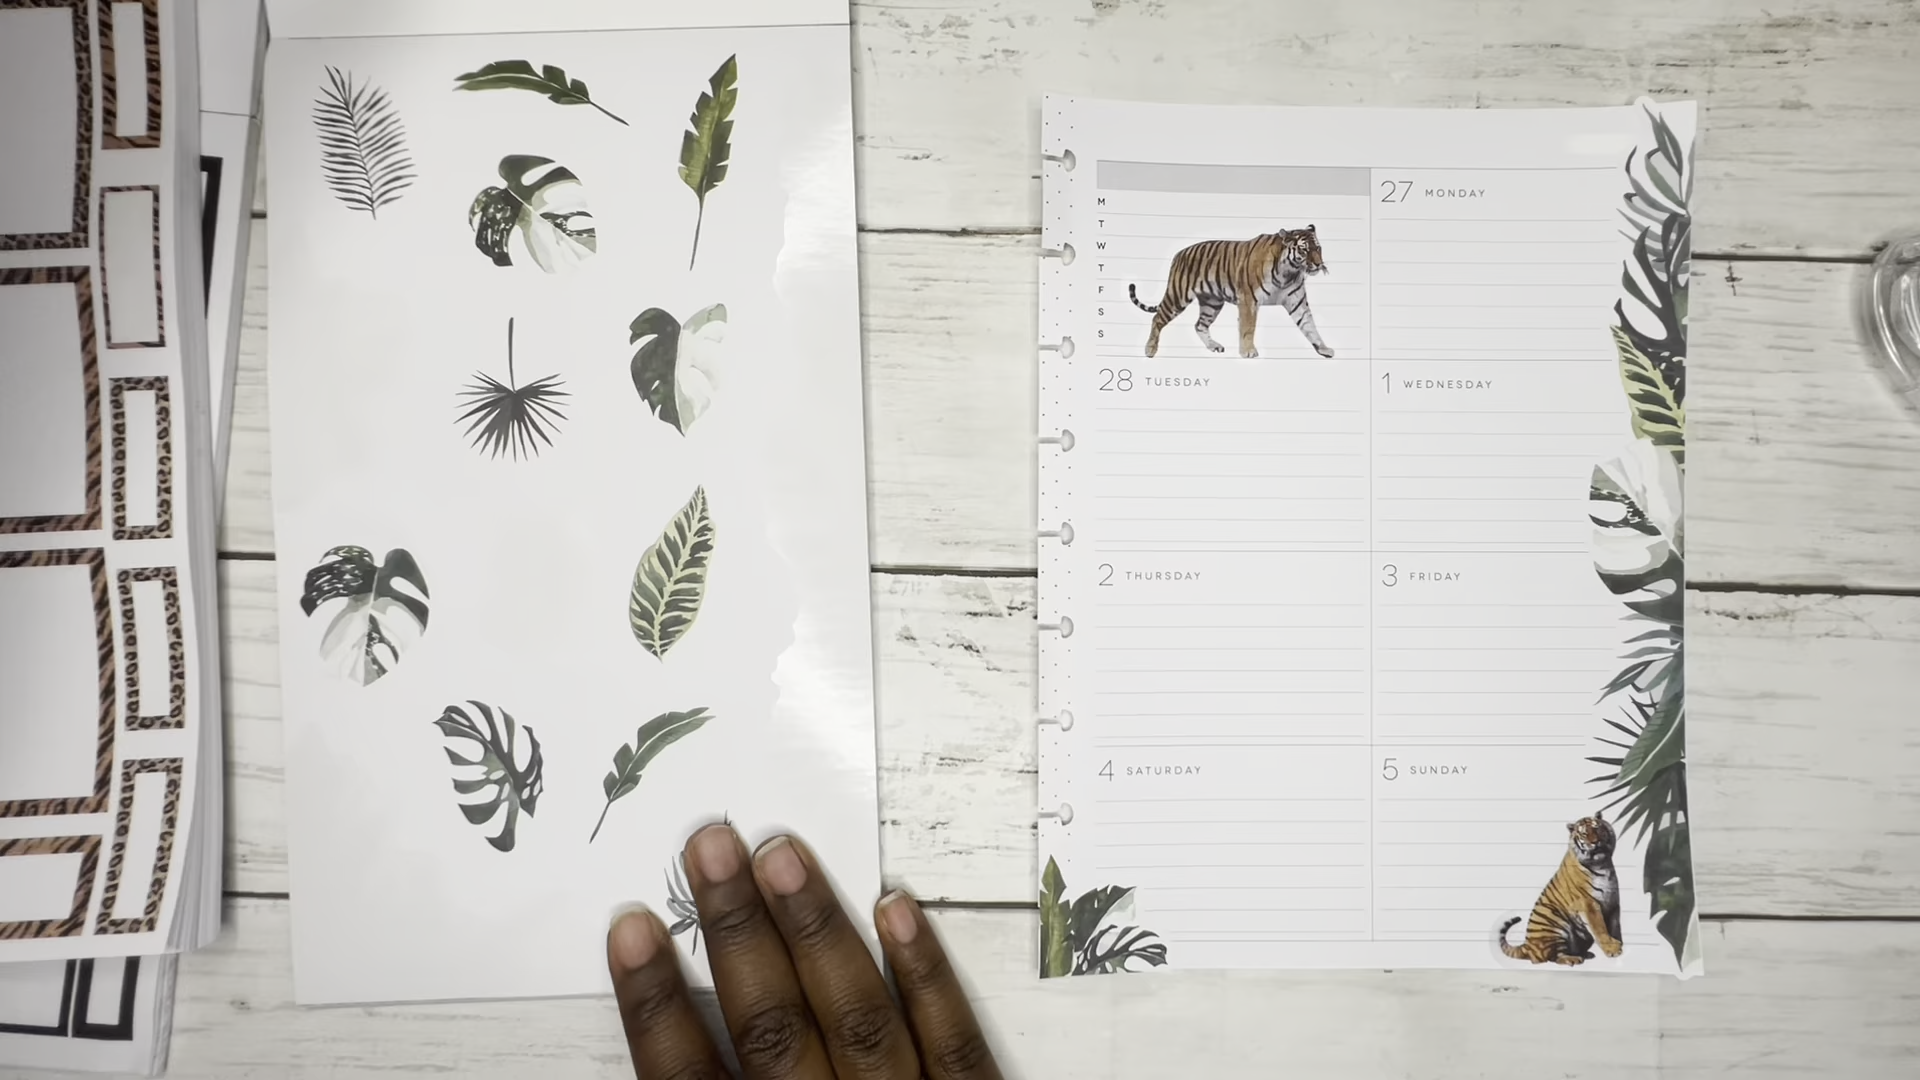 27 MONDAY
M
T
W
T
F
S
S
28 TUESDAY
1 WEDNESDAY
2 THURSDAY
3 FRIDAY
4 SATURDAY
5 SUNDAY